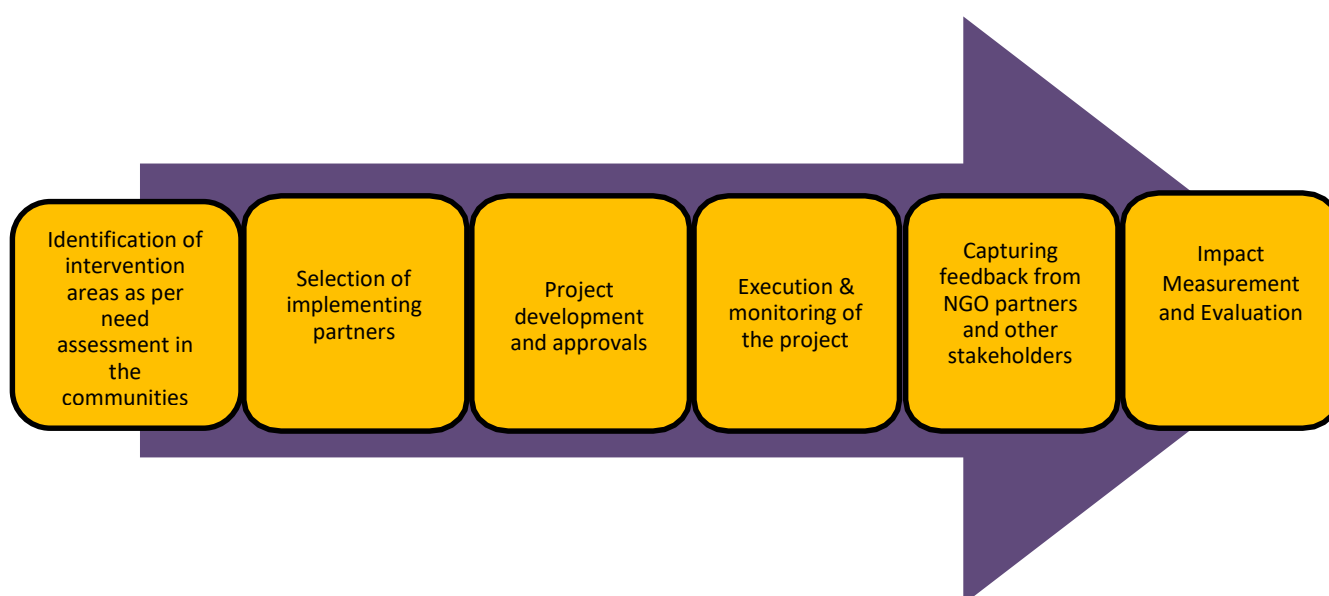 Identification of
intervention
areas as per
need
assessment in
the
communities
Selection of
implementing
partners
Project
development
and approvals
Execution &
monitoring of
the project
Capturing
feedback from
NGO partners
and other
stakeholders
Impact
Measurement
and Evaluation